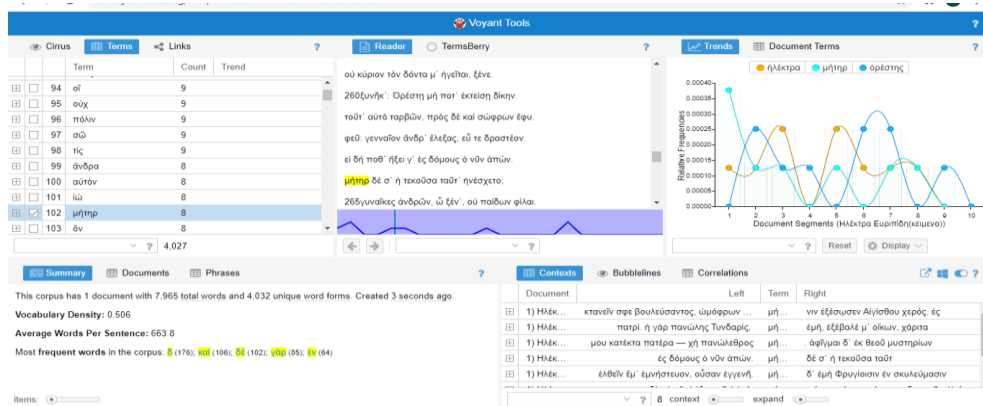 Voyant Tools
?
Cirrus Terms Links ?
Term Count Trend
94 οἵ 9
95 οὐχ 9
96 πόλιν 9
97 σῷ 9
98 τίς 9
99 ἄνδρα 8
100 αὐτὸν 8
101 ἰὼ 8
102 μήτηρ 8
103 ὃν 8
? 4,027
Reader TermsBerry ?
οὐ κύριον τὸν δόντα μ᾽ ἡγεῖται, ξένε.
260ξυνῆκ᾽: Ὀρέστῃ μή ποτ᾽ ἐκτείσῃ δίκην.
τοῦτ᾽ αὐτὸ ταρβῶν, πρὸς δὲ καὶ σώφρων ἔφυ.
φεῦ: γενναῖον ἄνδρ᾽ ἔλεξας, εὖ τε δραστέον.
εἰ δή ποθ᾽ ἥξει γ᾽ ἐς δόμους ὁ νῦν ἀπών.
μήτηρ δὲ σ᾽ ἡ τεκοῦσα ταῦτ᾽ ἠνέσχετο;
265γυναῖκες ἀνδρῶν, ὦ ξέν᾽, οὐ παίδων φίλαι.
?
Trends Document Terms ?
ἠλέκτρα μήτηρ ὀρέστης
Relative Frequencies
0.00040
0.00035
0.00030
0.00025
0.00020
0.00015
0.00010
0.00005
0.00000
1 2 3 4 5 6 7 8 9 10
Document Segments (Ηλέκτρα Ευριπίδη(κειμενο))
? Reset Display
Summary Documents Phrases ?
This corpus has 1 document with 7,965 total words and 4,032 unique word forms. Created 3 seconds ago.
Vocabulary Density: 0.506
Average Words Per Sentence: 663.8
Most frequent words in the corpus: ὃ (176); καὶ (106); δὲ (102); γὰρ (85); ἐν (64)
items:
Contexts Bubblelines Correlations ?
Document Left Term Right
1) Ηλέκ... κτανεῖν σφε βουλεύσαντος, ὠμόφρων ... μή... νιν ἐξέσωσεν Αἰγίσθου χερός. ἐς
1) Ηλέκ... πατρί. ἡ γὰρ πανώλης Τυνδαρίς, μή... ἐμή, ἐξέβαλέ μ᾽ οἴκων, χάριτα
1) Ηλέκ... μου κατέκτα πατέρα — χἡ πανώλεθρος μή... . ἀφῖγμαι δ᾽ ἐκ θεοῦ μυστηρίων
1) Ηλέκ... ἐς δόμους ὁ νῦν ἀπών. μή... δὲ σ᾽ ἡ τεκοῦσα ταῦτ
1) Ηλέκ... ἐλθεῖν ἔμ᾽ ἐμνήστευον, οὖσαν ἐγγενῆ. μή... δ᾽ ἐμὴ Φρυγίοισιν ἐν σκυλεύμασιν
? 8 context expand